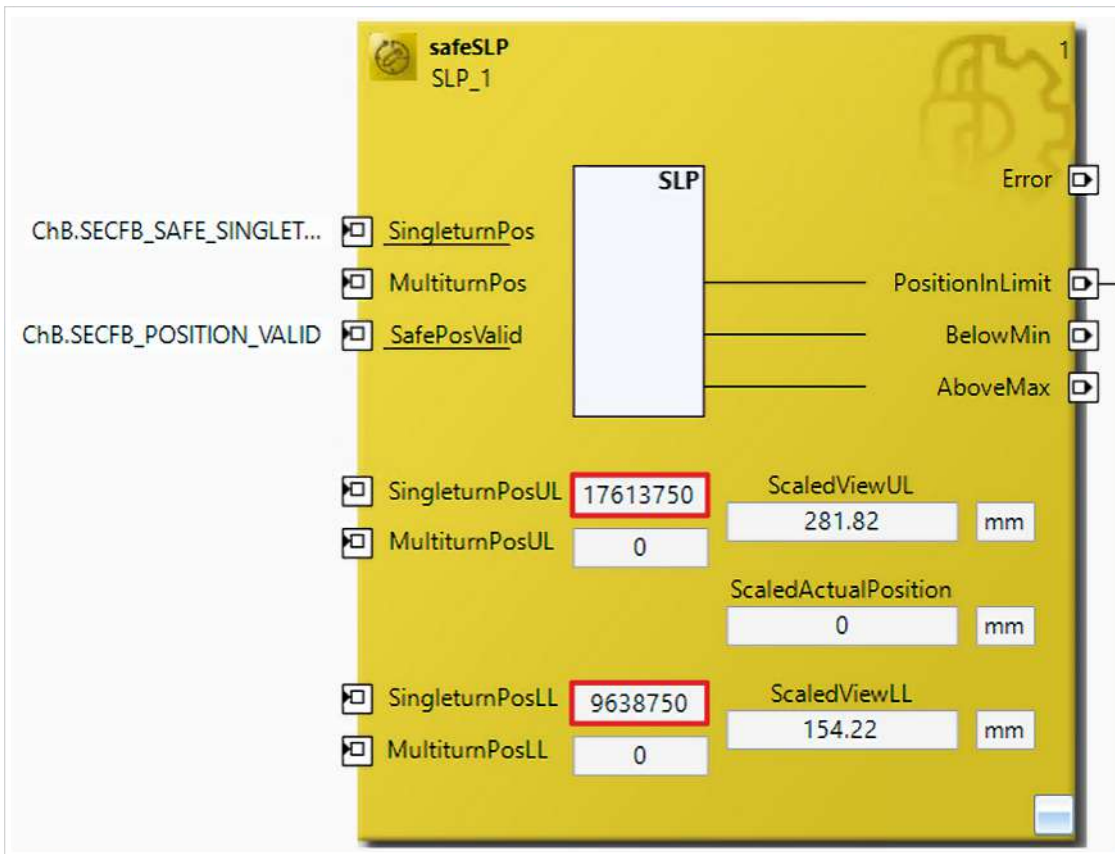 safeSLP
SLP_1
1
SLP
Error
ChB.SECFB_SAFE_SINGLET...
SingleturnPos
MultiturnPos
PositionInLimit
ChB.SECFB_POSITION_VALID
SafePosValid
BelowMin
AboveMax
SingleturnPosUL 17613750
ScaledViewUL
281.82 mm
MultiturnPosUL 0
ScaledActualPosition
0 mm
SingleturnPosLL 9638750
ScaledViewLL
154.22 mm
MultiturnPosLL 0